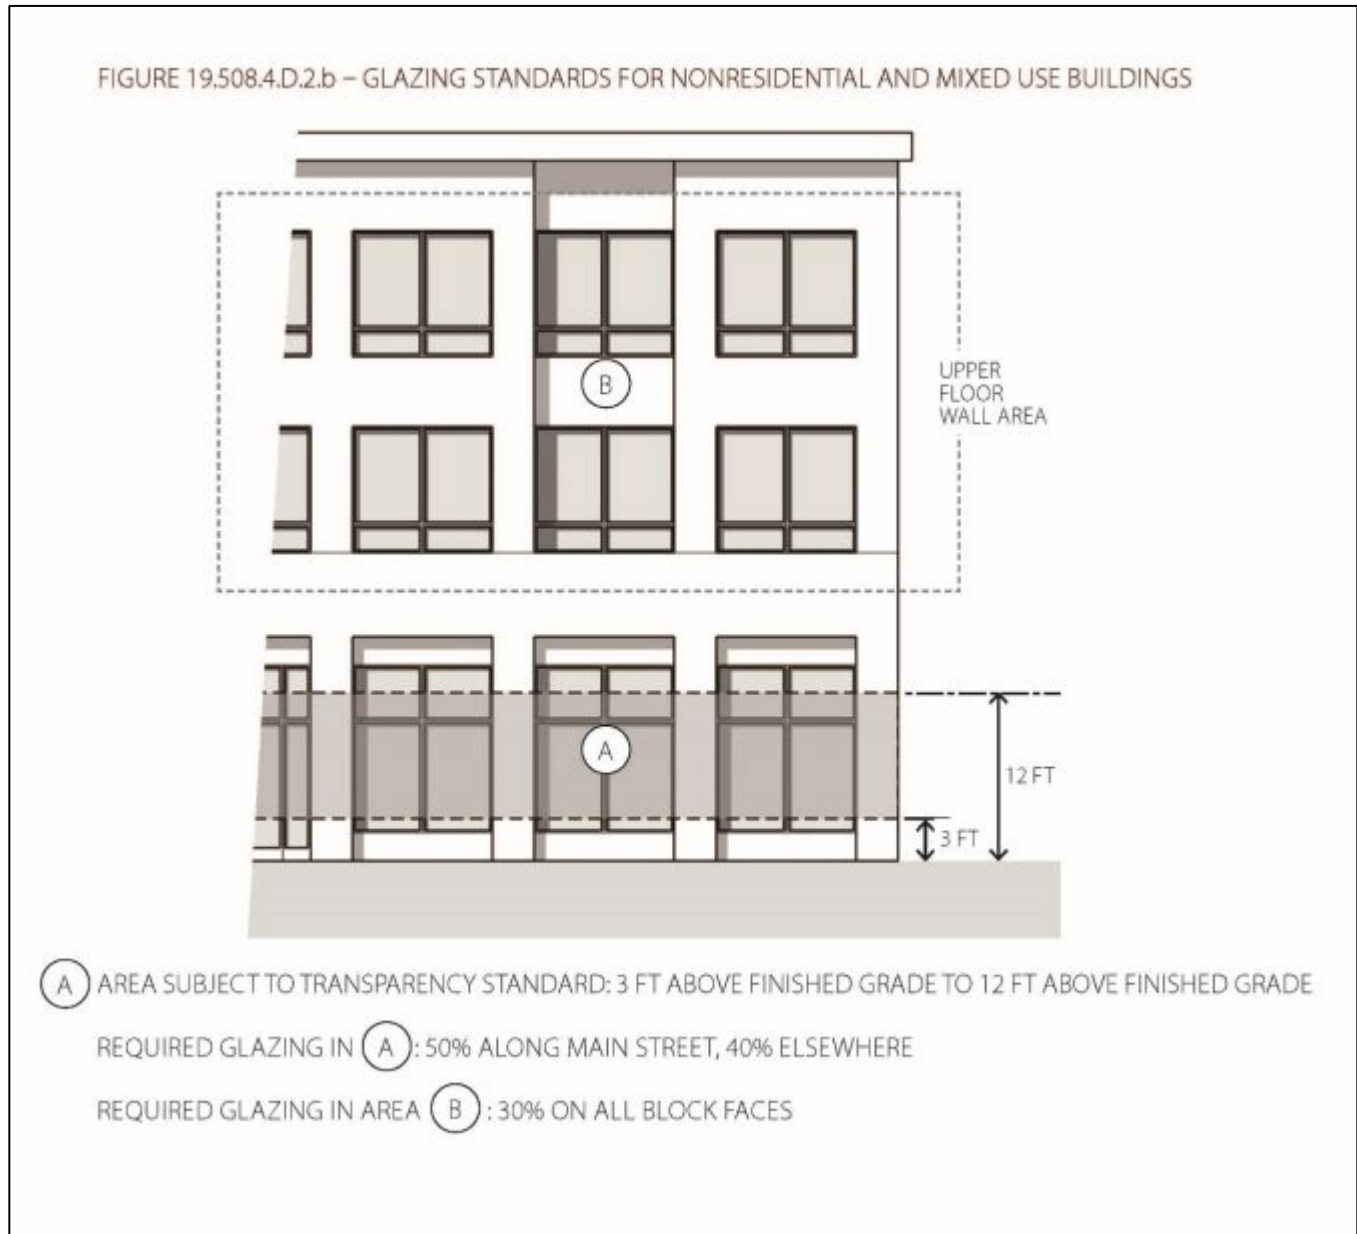 FIGURE 19.508.4.D.2.b – GLAZING STANDARDS FOR NONRESIDENTIAL AND MIXED USE BUILDINGS
B
UPPER
FLOOR
WALL AREA
A
12 FT
3 FT
A AREA SUBJECT TO TRANSPARENCY STANDARD: 3 FT ABOVE FINISHED GRADE TO 12 FT ABOVE FINISHED GRADE
REQUIRED GLAZING IN A : 50% ALONG MAIN STREET, 40% ELSEWHERE
REQUIRED GLAZING IN AREA B : 30% ON ALL BLOCK FACES